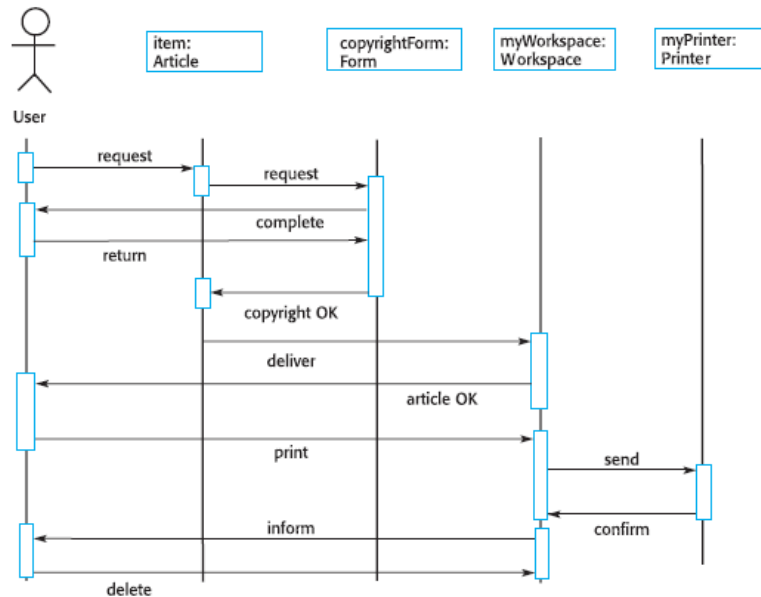 item:
Article
copyrightForm:
Form
myWorkspace:
Workspace
myPrinter:
Printer
User
request
request
complete
return
copyright OK
deliver
article OK
print
send
confirm
inform
delete